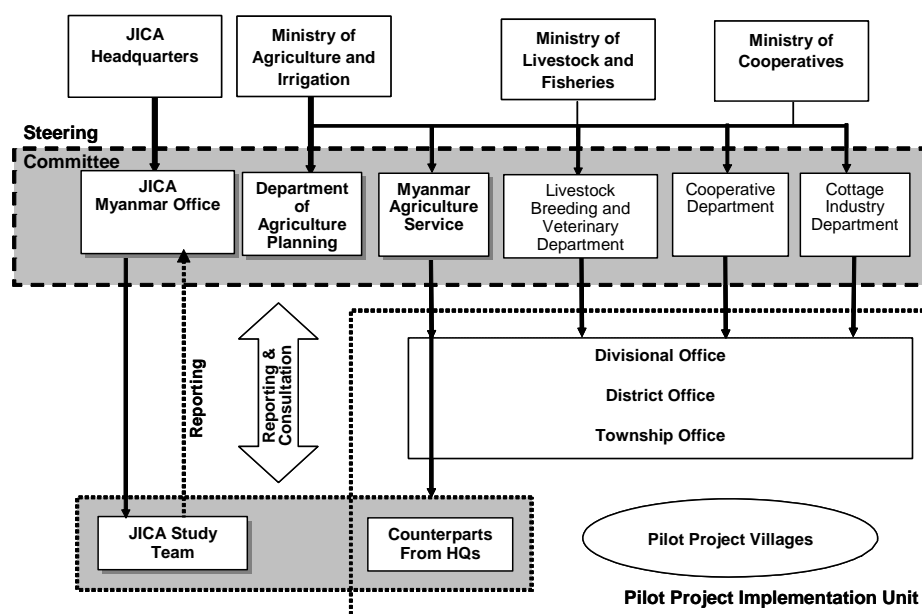 JICA
Headquarters
Ministry of
Agriculture and
Irrigation
Ministry of
Livestock and
Fisheries
Ministry of
Cooperatives
Steering
Committee
JICA
Myanmar Office
Department
of
Agriculture
Planning
Myanmar
Agriculture
Service
Livestock
Breeding and
Veterinary
Department
Cooperative
Department
Cottage
Industry
Department
Reporting
Reporting &
Consultation
Divisional Office
District Office
Township Office
JICA Study
Team
Counterparts
From HQs
Pilot Project Villages
Pilot Project Implementation Unit